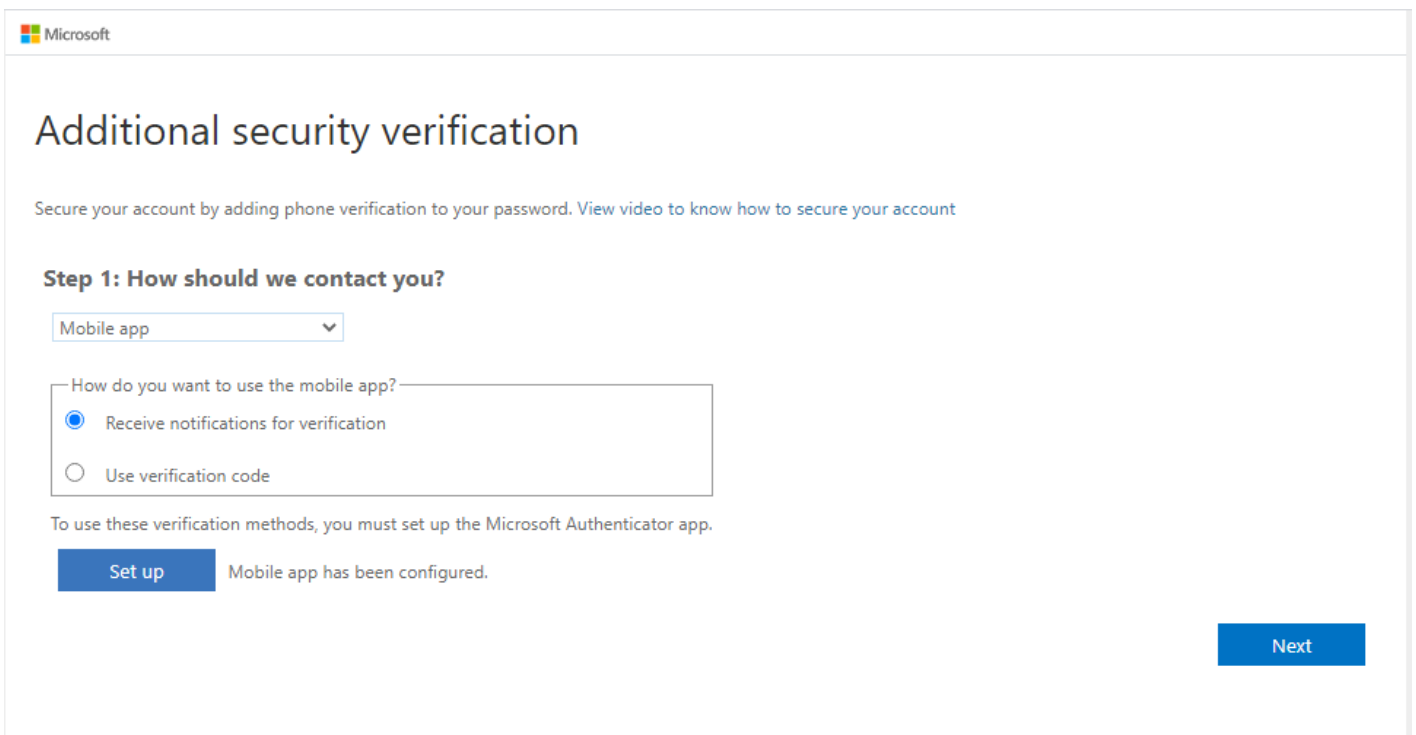 Microsoft
Additional security verification
Secure your account by adding phone verification to your password. View video to know how to secure your account
Step 1: How should we contact you?
Mobile app
How do you want to use the mobile app?
Receive notifications for verification
Use verification code
To use these verification methods, you must set up the Microsoft Authenticator app.
Set up Mobile app has been configured.
Next